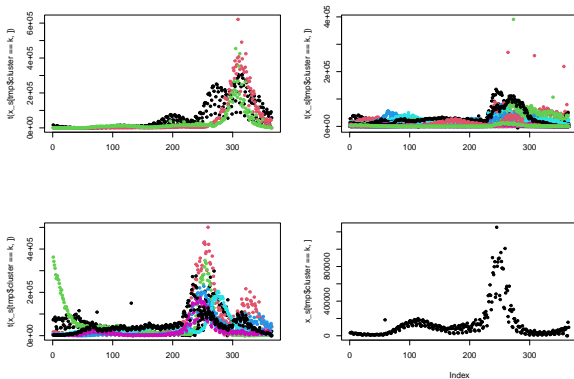 t(x_s[tmp$cluster == k, ])
0e+00 2e+05 4e+05 6e+05
0 100 200 300
t(x_s[tmp$cluster == k, ])
0e+00 2e+05 4e+05
0 100 200 300
t(x_s[tmp$cluster == k, ])
0e+00 2e+05 4e+05
0 100 200 300
x_s[tmp$cluster == k, ]
0 400000 800000
0 100 200 300
Index